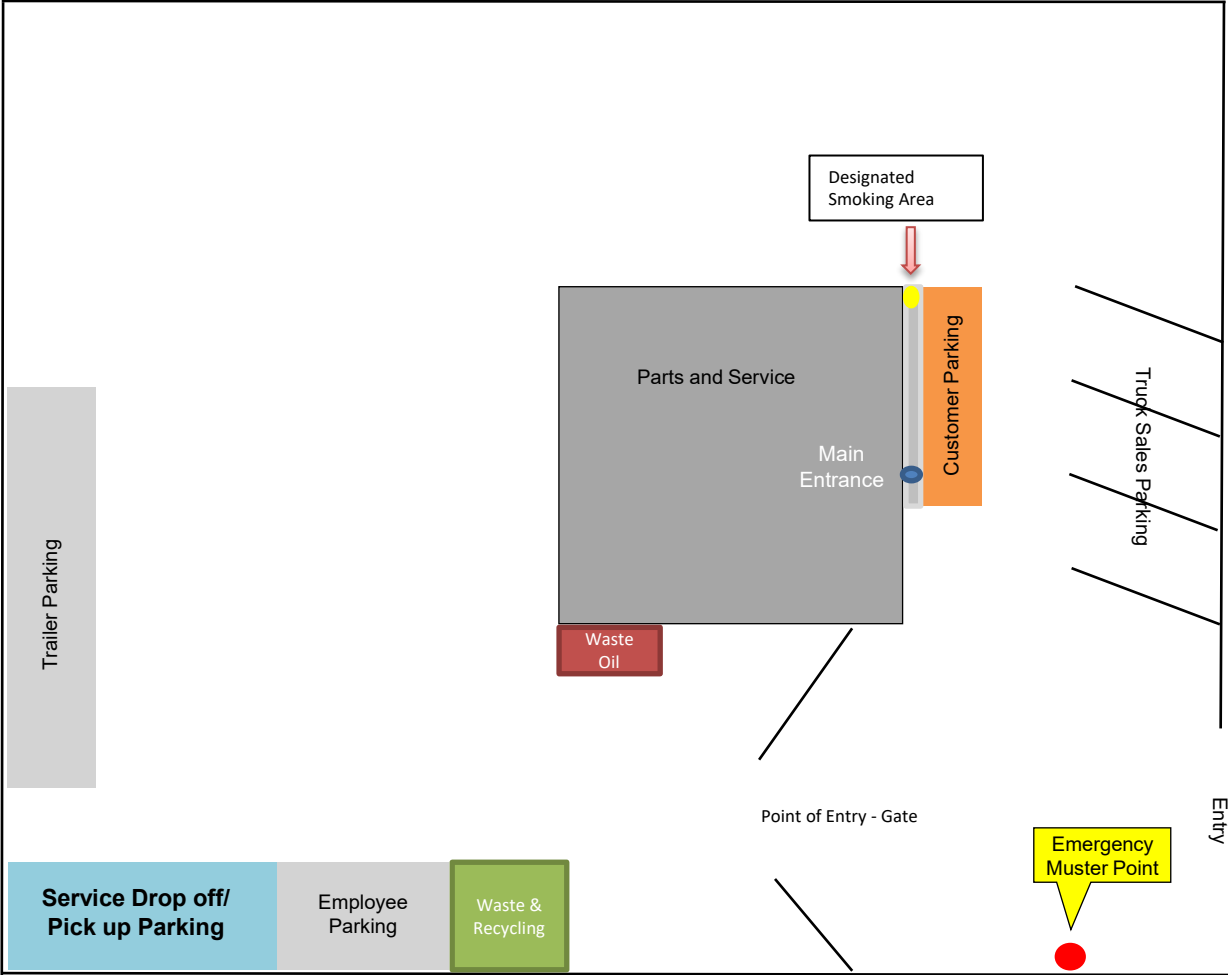 Designated
Smoking Area
Parts and Service
Customer Parking
Truck Sales Parking
Main
Entrance
Trailer Parking
Waste
Oil
Point of Entry - Gate
Entry
Emergency
Muster Point
Service Drop off/
Pick up Parking
Employee
Parking
Waste &
Recycling